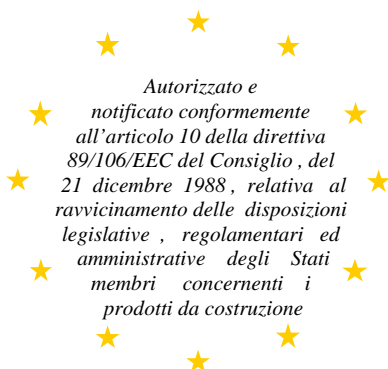 Autorizzato e
notificato conformemente
all'articolo 10 della direttiva
89/106/EEC del Consiglio , del
21 dicembre 1988 , relativa al
ravvicinamento delle disposizioni
legislative , regolamentari ed
amministrative degli Stati
membri concernenti i
prodotti da costruzione